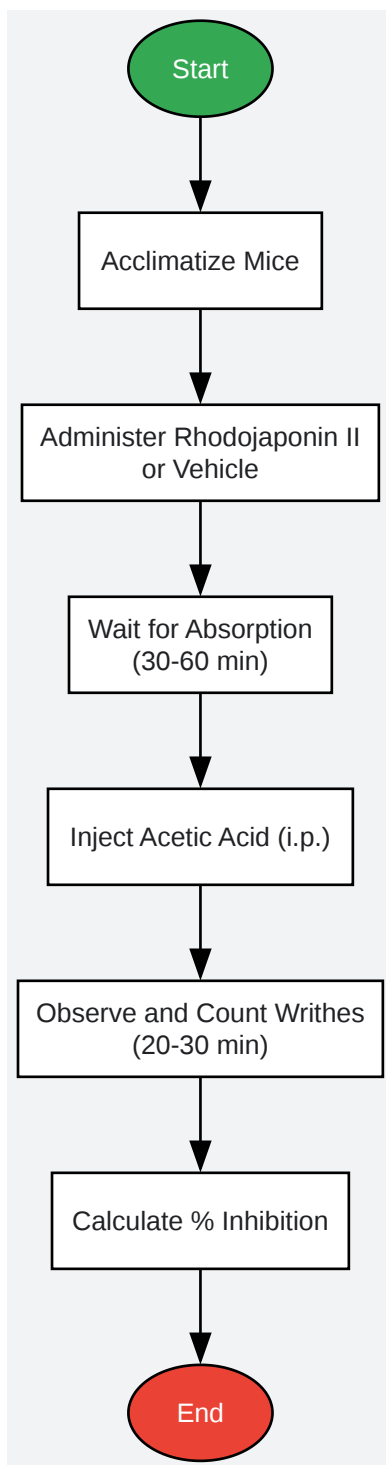 Start
Acclimatize Mice
Administer Rhodojaponin II
or Vehicle
Wait for Absorption
(30-60 min)
Inject Acetic Acid (i.p.)
Observe and Count Writhes
(20-30 min)
Calculate % Inhibition
End